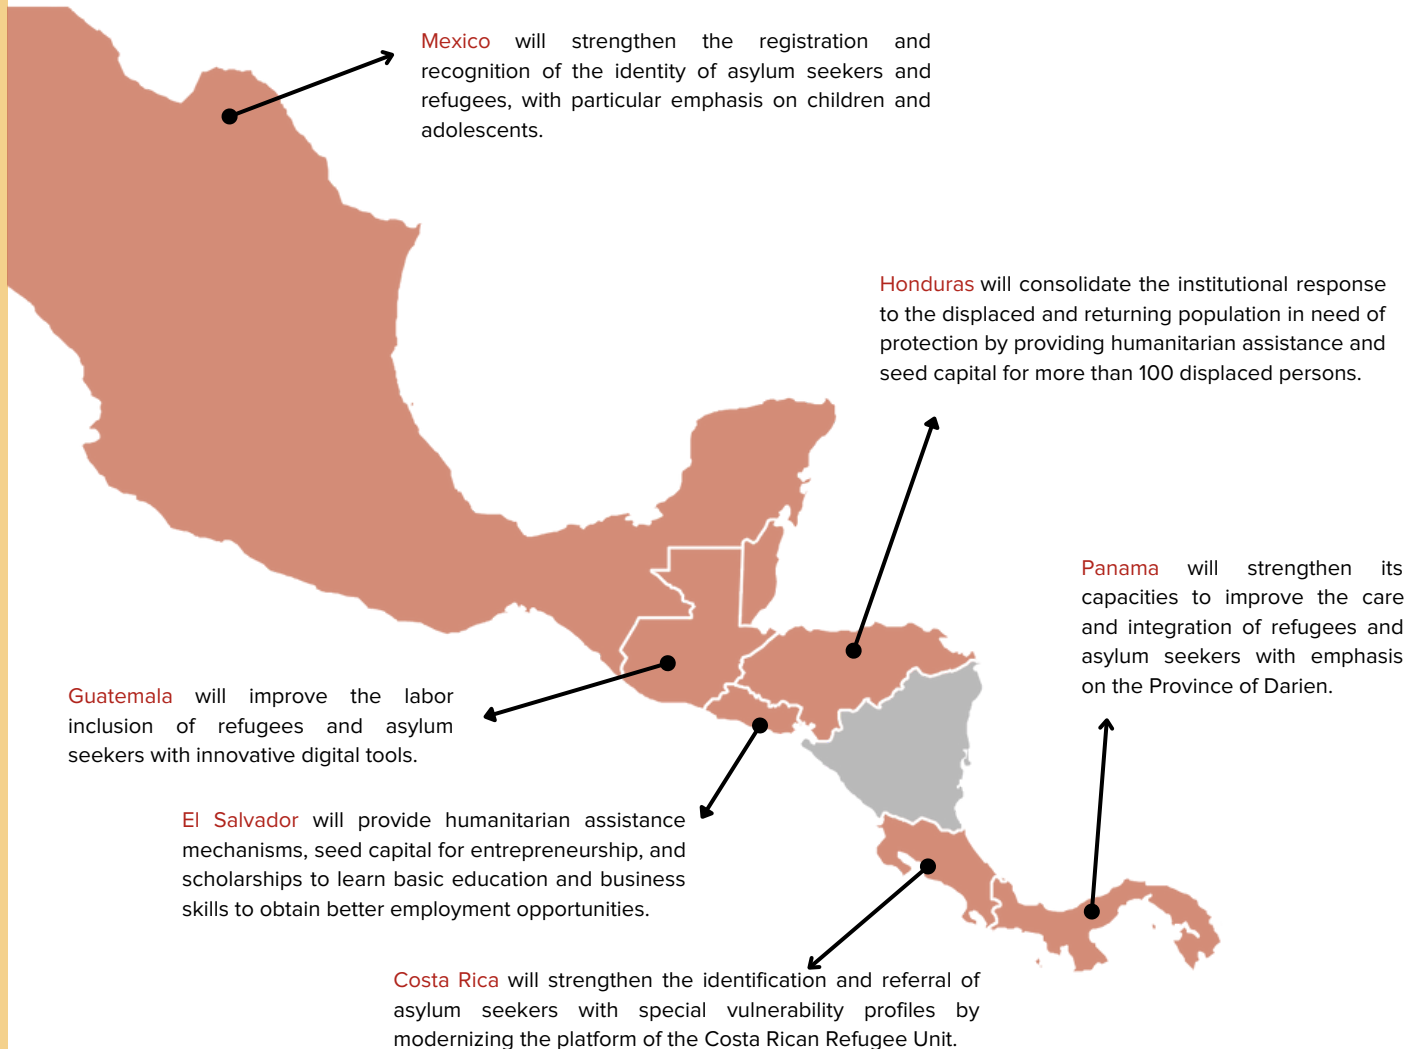 Mexico will strengthen the registration and
recognition of the identity of asylum seekers and
refugees, with particular emphasis on children and
adolescents.
Honduras will consolidate the institutional response
to the displaced and returning population in need of
protection by providing humanitarian assistance and
seed capital for more than 100 displaced persons.
Panama will strengthen its
capacities to improve the care
and integration of refugees and
asylum seekers with emphasis
on the Province of Darien.
Guatemala will improve the labor
inclusion of refugees and asylum
seekers with innovative digital tools.
El Salvador will provide humanitarian assistance
mechanisms, seed capital for entrepreneurship, and
scholarships to learn basic education and business
skills to obtain better employment opportunities.
Costa Rica will strengthen the identification and referral of
asylum seekers with special vulnerability profiles by
modernizing the platform of the Costa Rican Refugee Unit.